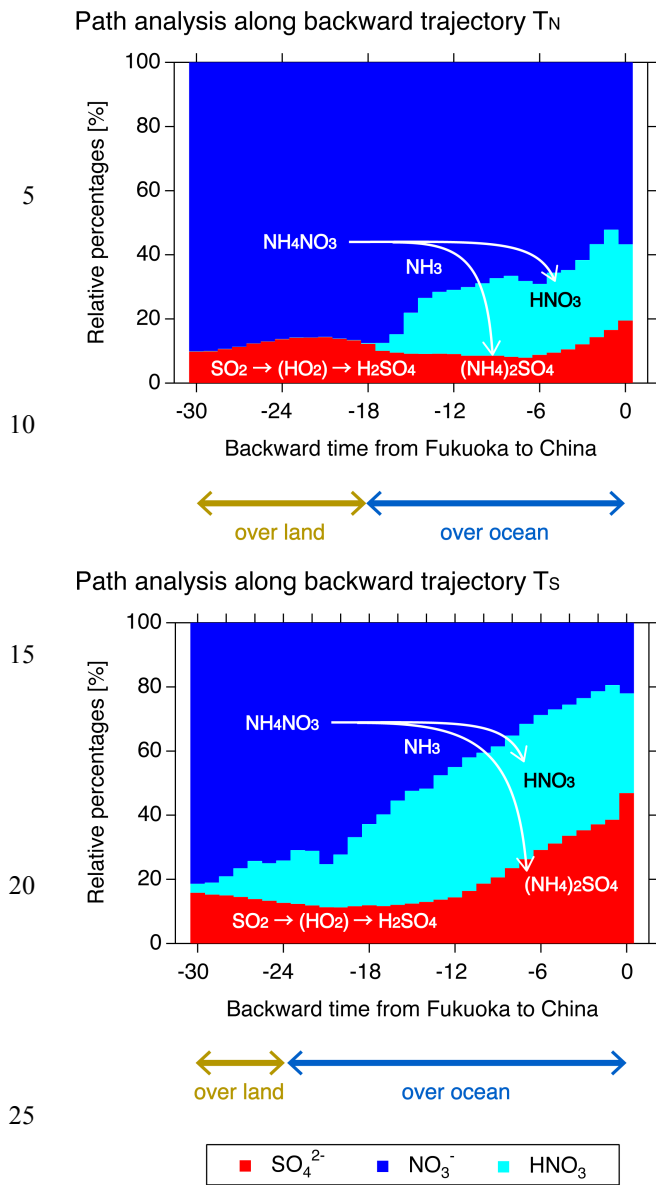 Path analysis along backward trajectory TN
100
80
60
40
20
0
Relative percentages [%]
5
NH4NO3
NH3
HNO3
SO2 → (HO2) → H2SO4
(NH4)2SO4
-30 -24 -18 -12 -6 0
10
Backward time from Fukuoka to China
over land over ocean
Path analysis along backward trajectory TS
100
80
60
40
20
0
Relative percentages [%]
15
NH4NO3
NH3
HNO3
20
(NH4)2SO4
SO2 → (HO2) → H2SO4
-30 -24 -18 -12 -6 0
Backward time from Fukuoka to China
over land over ocean
25
SO₄²⁻ NO₃⁻ HNO₃